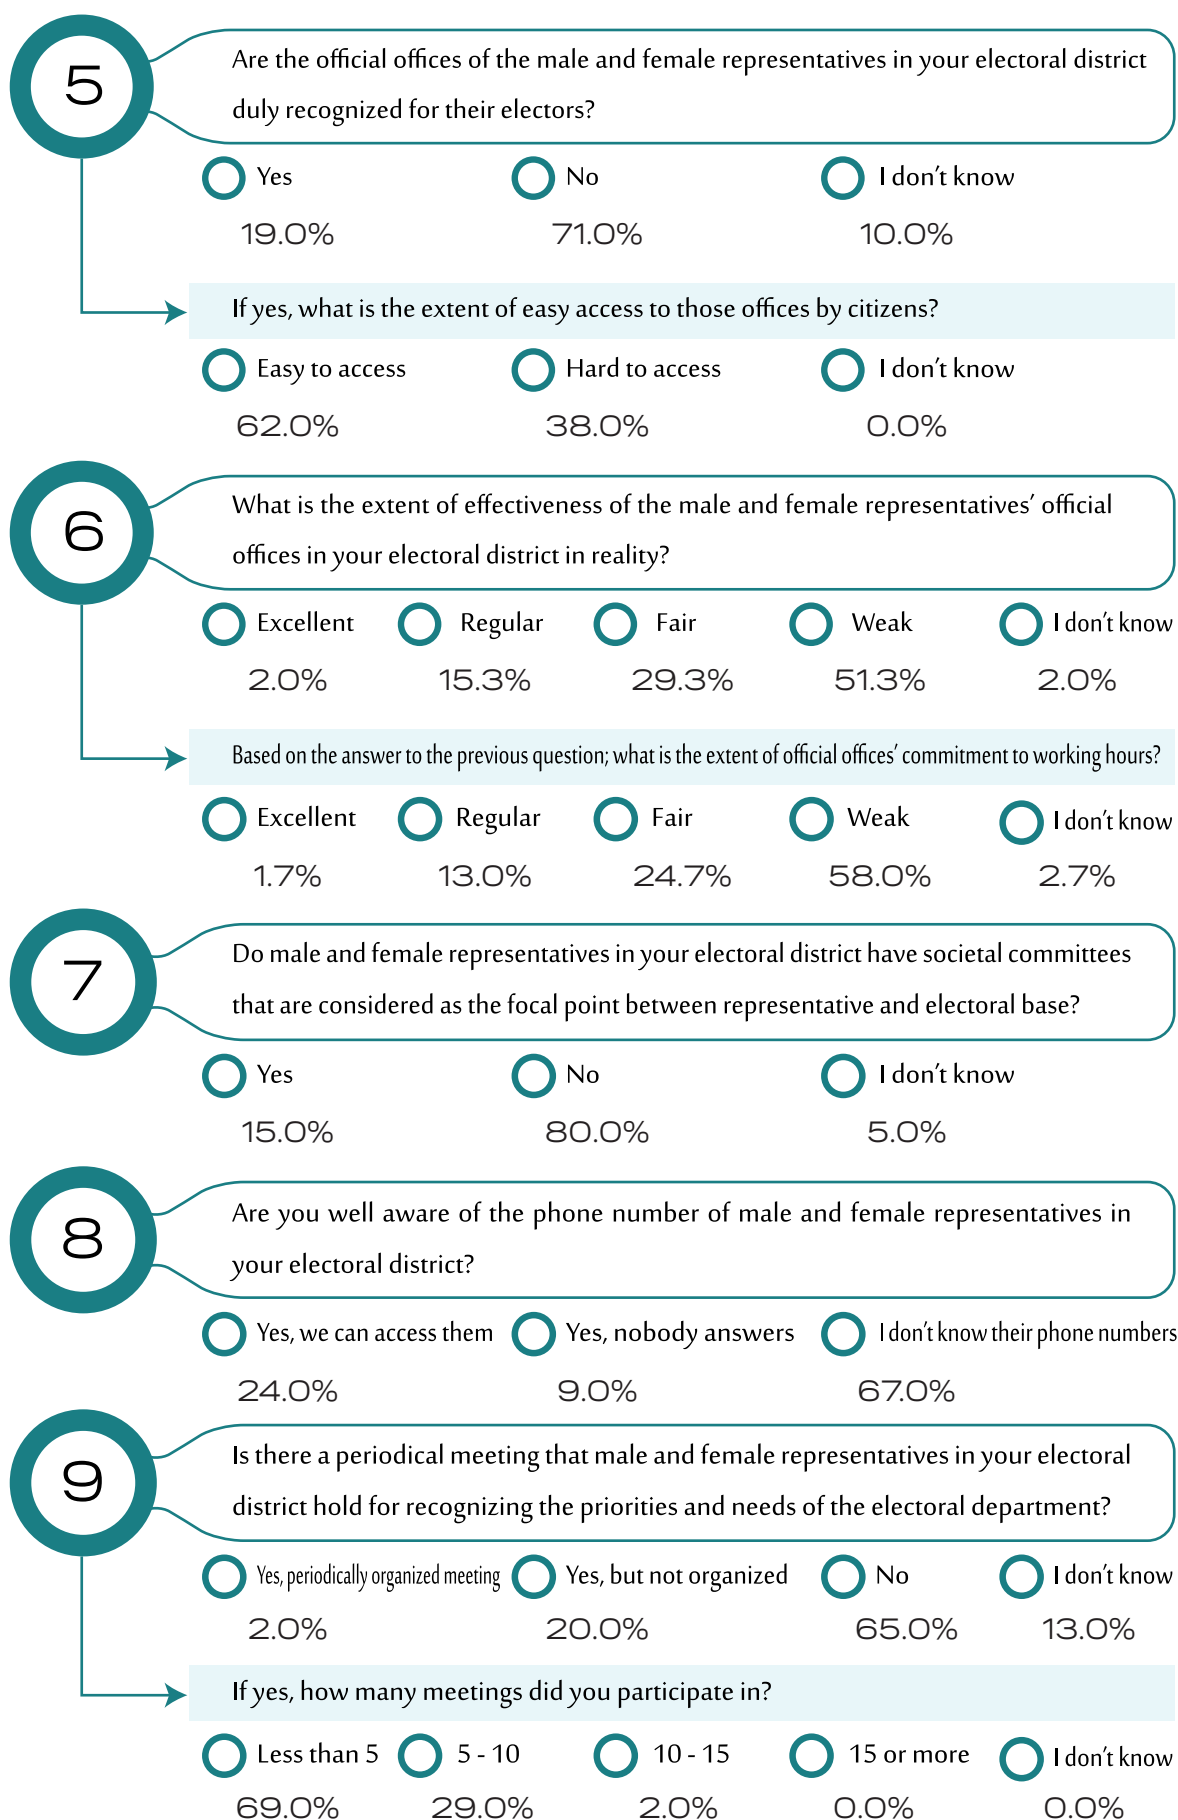 5
Are the official offices of the male and female representatives in your electoral district
duly recognized for their electors?
Yes No I don't know
19.0% 71.0% 10.0%
If yes, what is the extent of easy access to those offices by citizens?
Easy to access Hard to access I don't know
62.0% 38.0% 0.0%
6
What is the extent of effectiveness of the male and female representatives' official
offices in your electoral district in reality?
Excellent Regular Fair Weak I don't know
2.0% 15.3% 29.3% 51.3% 2.0%
Based on the answer to the previous question; what is the extent of official offices' commitment to working hours?
Excellent Regular Fair Weak I don't know
1.7% 13.0% 24.7% 58.0% 2.7%
7
Do male and female representatives in your electoral district have societal committees
that are considered as the focal point between representative and electoral base?
Yes No I don't know
15.0% 80.0% 5.0%
8
Are you well aware of the phone number of male and female representatives in
your electoral district?
Yes, we can access them Yes, nobody answers I don't know their phone numbers
24.0% 9.0% 67.0%
9
Is there a periodical meeting that male and female representatives in your electoral
district hold for recognizing the priorities and needs of the electoral department?
Yes, periodically organized meeting Yes, but not organized No I don't know
2.0% 20.0% 65.0% 13.0%
If yes, how many meetings did you participate in?
Less than 5 5 - 10 10 - 15 15 or more I don't know
69.0% 29.0% 2.0% 0.0% 0.0%